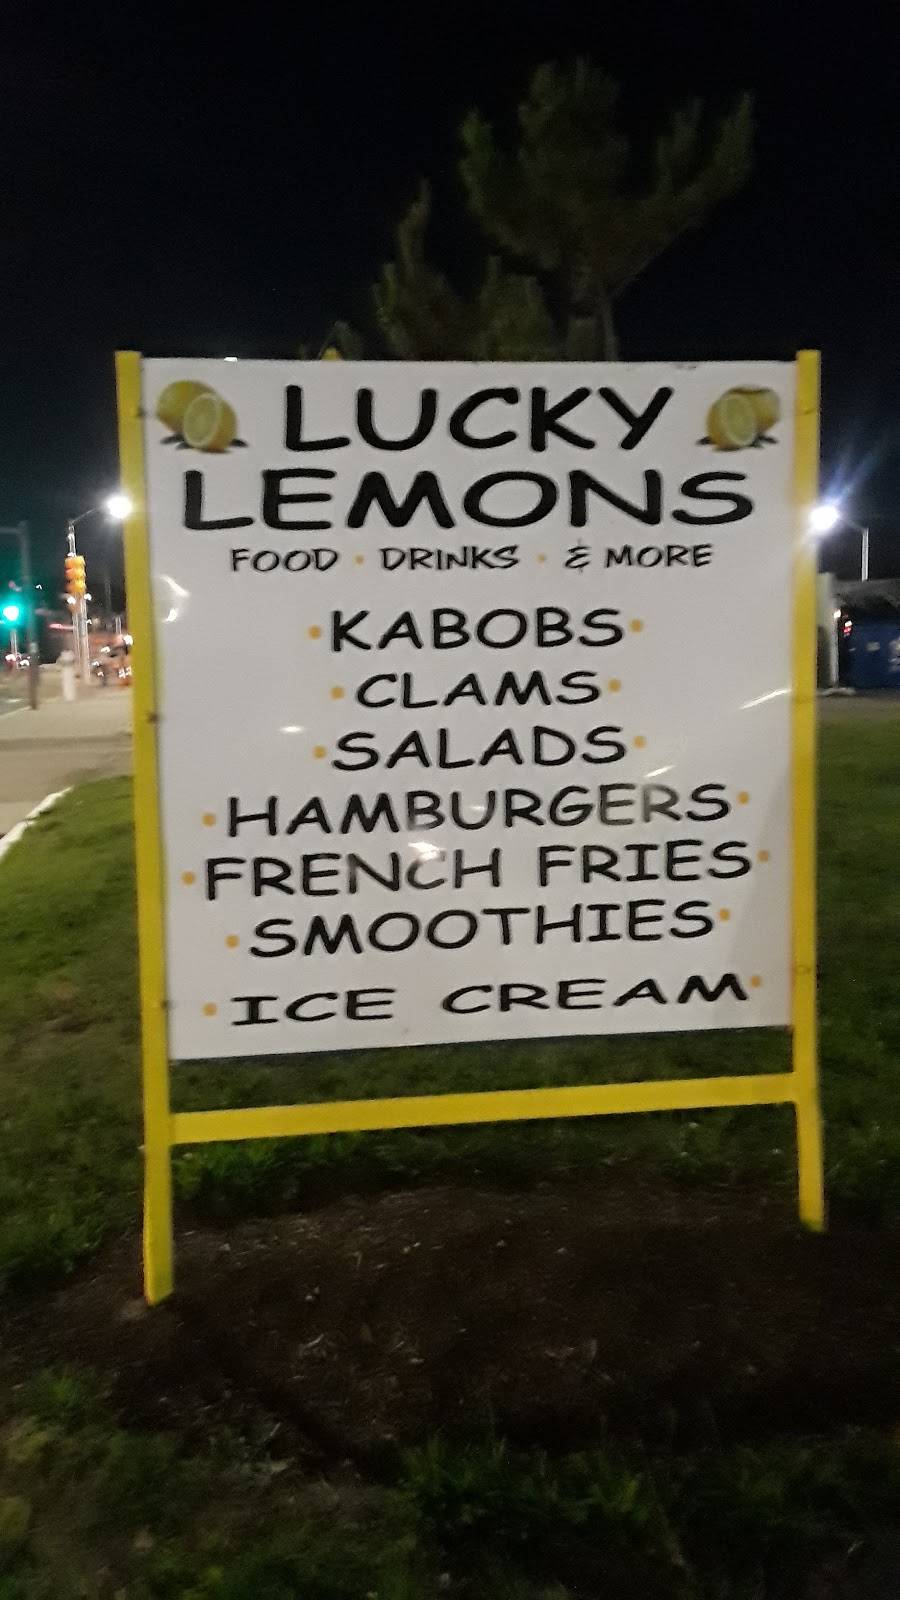 LUCKY
LEMONS
FOOD • DRINKS • & MORE
•KABOBS•
•CLAMS•
•SALADS•
•HAMBURGERS•
•FRENCH FRIES•
•SMOOTHIES•
•ICE CREAM•